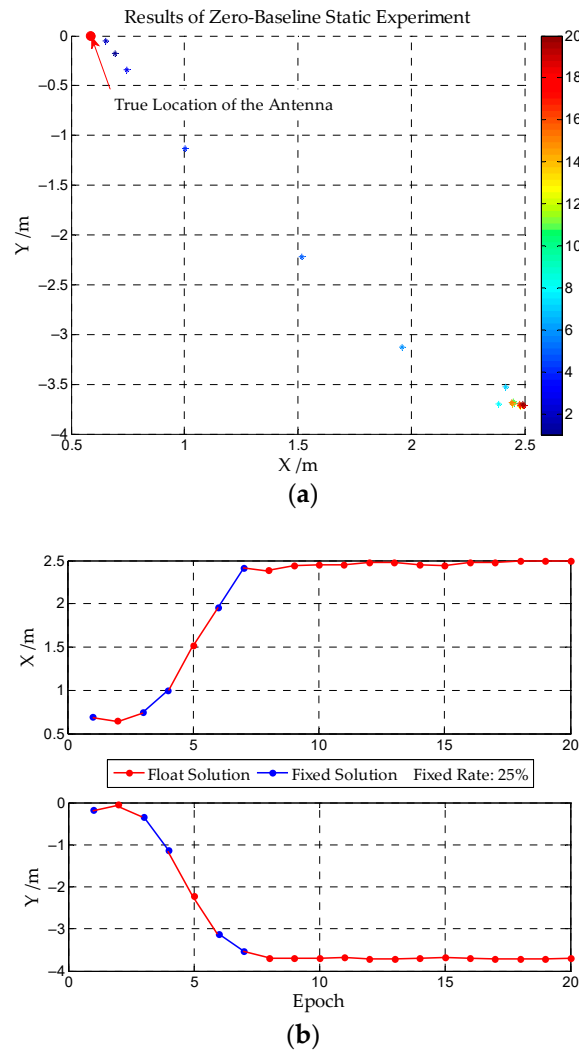 Results of Zero-Baseline Static Experiment
0
−0.5
−1
−1.5
−2
−2.5
−3
−3.5
−4
Y /m
True Location of the Antenna
20
18
16
14
12
10
8
6
4
2
0.5 1 1.5 2 2.5
X /m
(a)
2.5
2
1.5
1
0.5
X /m
0 5 10 15 20
Float Solution Fixed Solution Fixed Rate: 25%
0
−1
−2
−3
−4
Y /m
0 5 10 15 20
Epoch
(b)